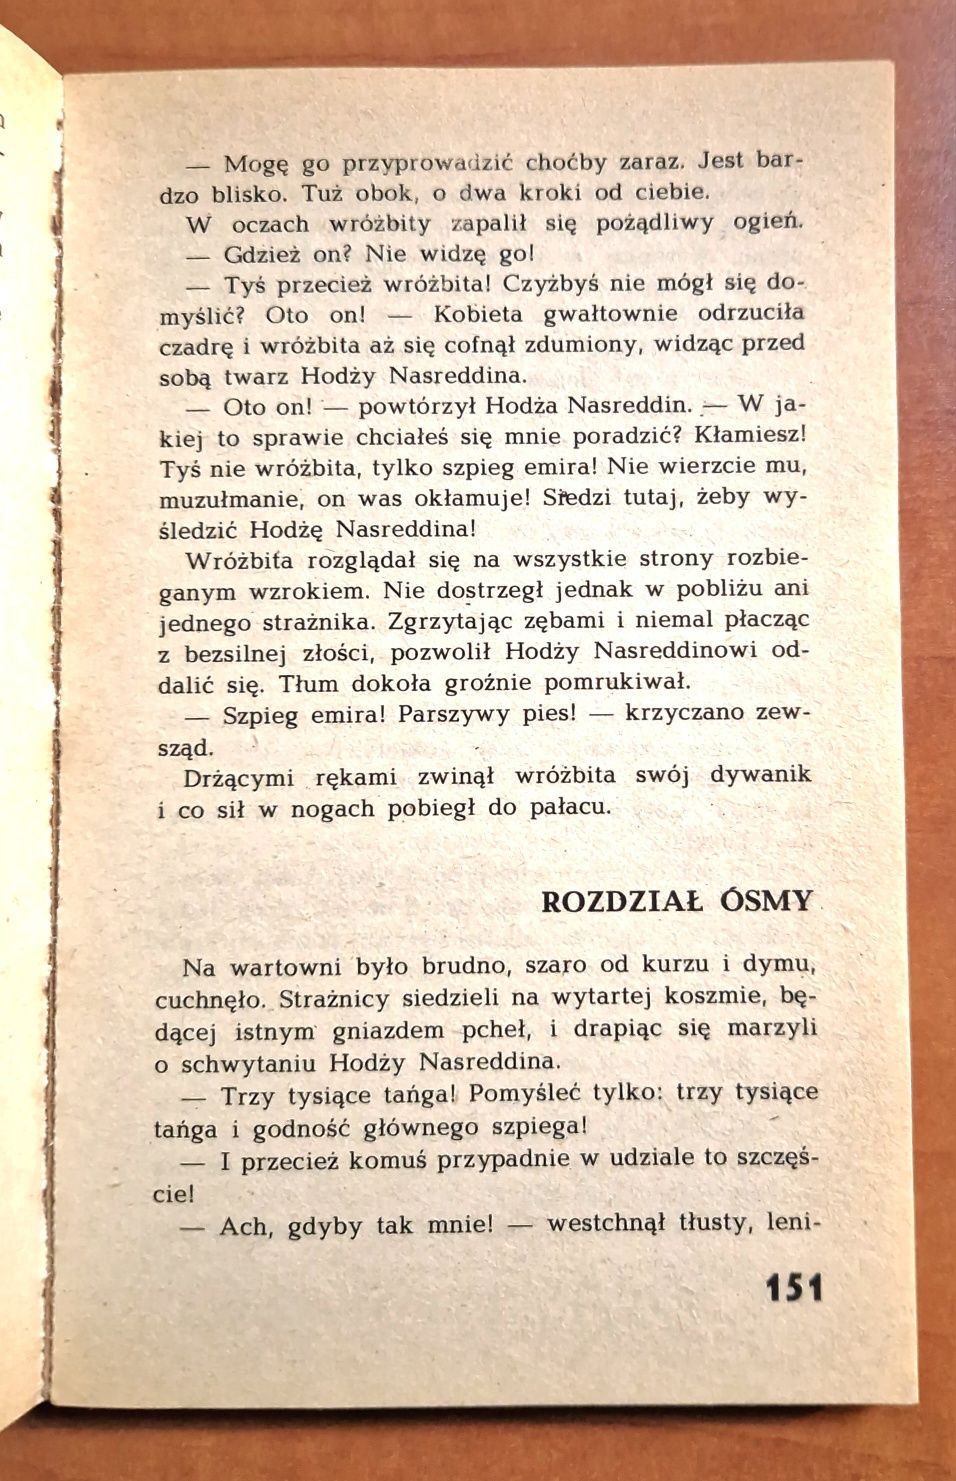 — Mogę go przyprowadzić choćby zaraz. Jest bar-
dzo blisko. Tuż obok, o dwa kroki od ciebie.
W oczach wróżbity zapalił się pożądliwy ogień.
— Gdzież on? Nie widzę go!
— Tyś przecież wróżbita! Czyżbyś nie mógł się do-
myślić? Oto on! — Kobieta gwałtownie odrzuciła
czadrę i wróżbita aż się cofnął zdumiony, widząc przed
sobą twarz Hodży Nasreddina.
— Oto on! — powtórzył Hodża Nasreddin. — W ja-
kiej to sprawie chciałeś się mnie poradzić? Kłamiesz!
Tyś nie wróżbita, tylko szpieg emira! Nie wierzcie mu,
muzułmanie, on was okłamuje! Siedzi tutaj, żeby wy-
śledzić Hodżę Nasreddina!
Wróżbita rozglądał się na wszystkie strony rozbie-
ganym wzrokiem. Nie dostrzegł jednak w pobliżu ani
jednego strażnika. Zgrzytając zębami i niemal płacząc
z bezsilnej złości, pozwolił Hodży Nasreddinowi od-
dalić się. Tłum dokoła groźnie pomrukiwał.
— Szpieg emira! Parszywy pies! — krzyczano zew-
sząd.
Drżącymi rękami zwinął wróżbita swój dywanik
i co sił w nogach pobiegł do pałacu.
ROZDZIAŁ ÓSMY
Na wartowni było brudno, szaro od kurzu i dymu,
cuchnęło. Strażnicy siedzieli na wytartej koszmie, bę-
dącej istnym gniazdem pcheł, i drapiąc się marzyli
o schwytaniu Hodży Nasreddina.
— Trzy tysiące tańga! Pomyśleć tylko: trzy tysiące
tańga i godność głównego szpiega!
— I przecież komuś przypadnie w udziale to szczęś-
cie!
— Ach, gdyby tak mnie! — westchnął tłusty, leni-
151